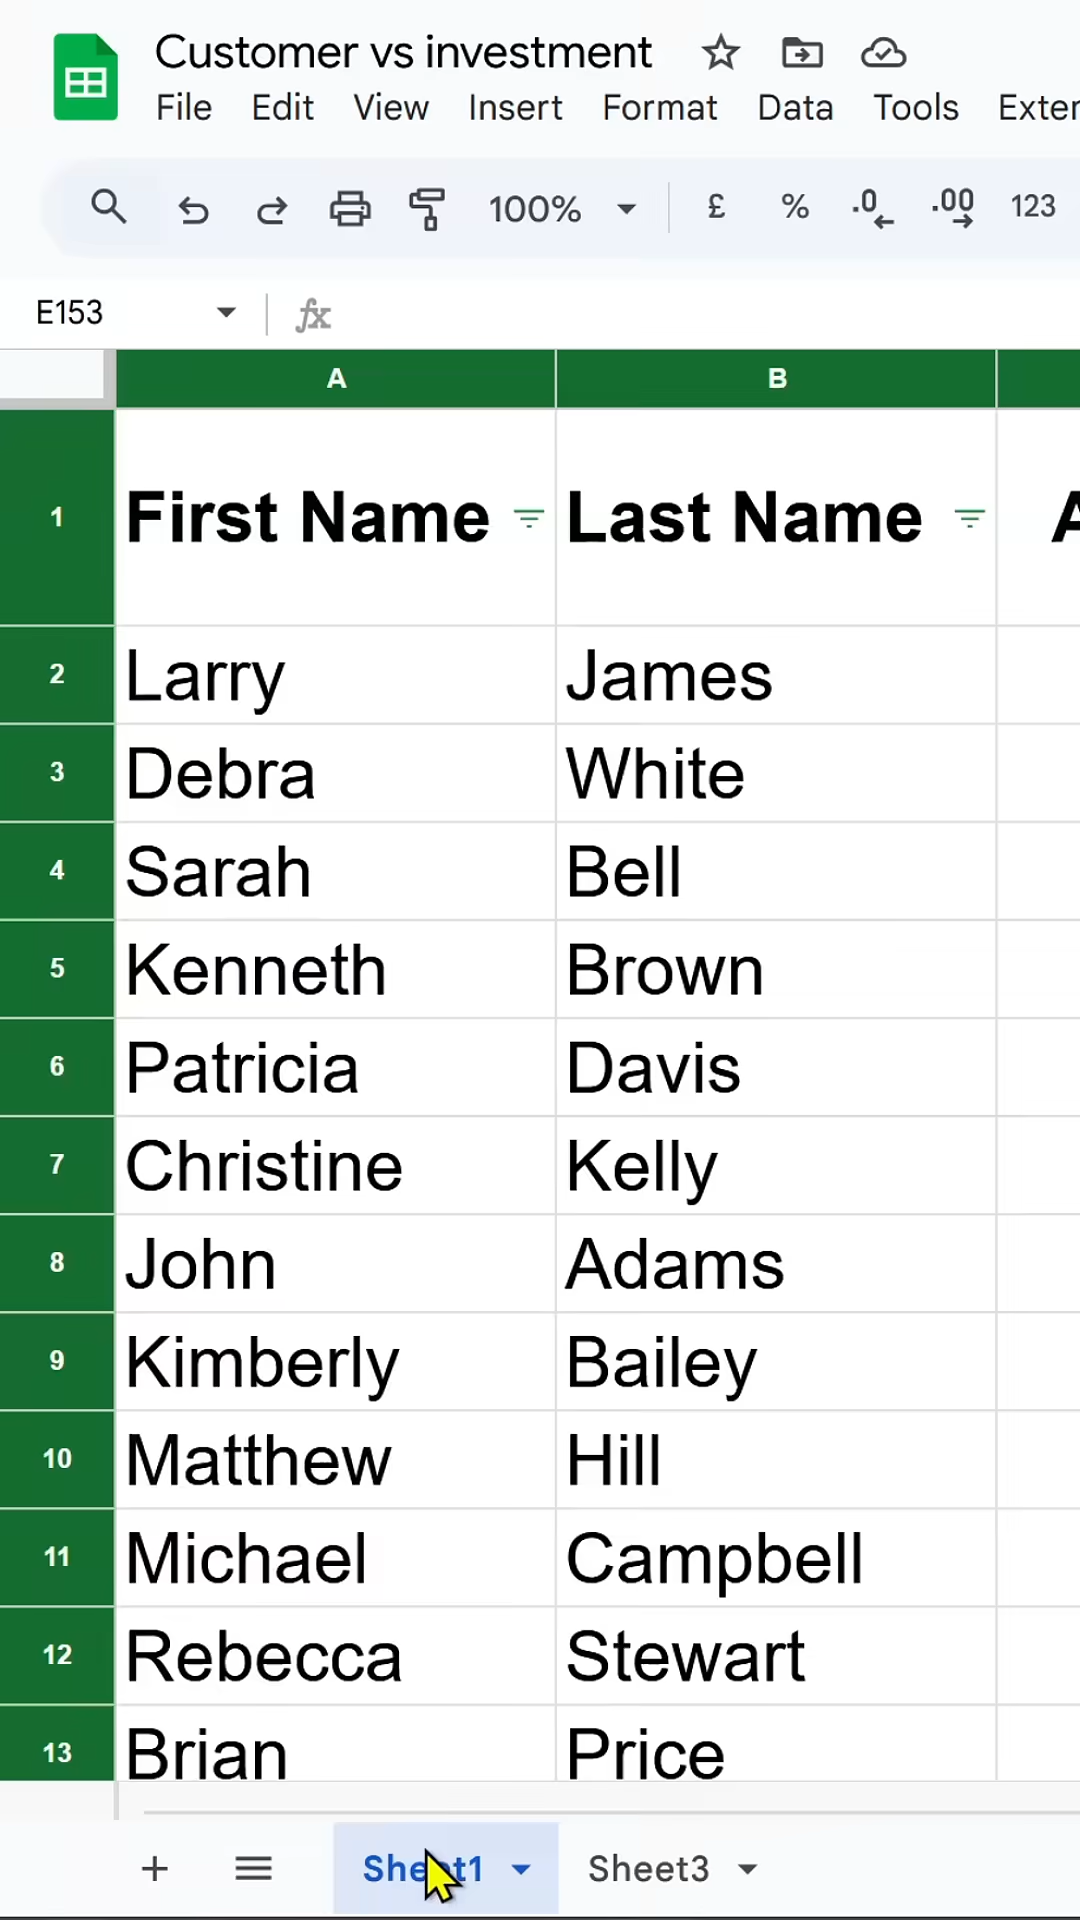 Customer vs investment
File Edit View Insert Format Data Tools Exter
100% £ % .0 .00 123
E153 fx
A B
1 First Name Last Name A
2 Larry James
3 Debra White
4 Sarah Bell
5 Kenneth Brown
6 Patricia Davis
7 Christine Kelly
8 John Adams
9 Kimberly Bailey
10 Matthew Hill
11 Michael Campbell
12 Rebecca Stewart
13 Brian Price
+ Sheet1 Sheet3